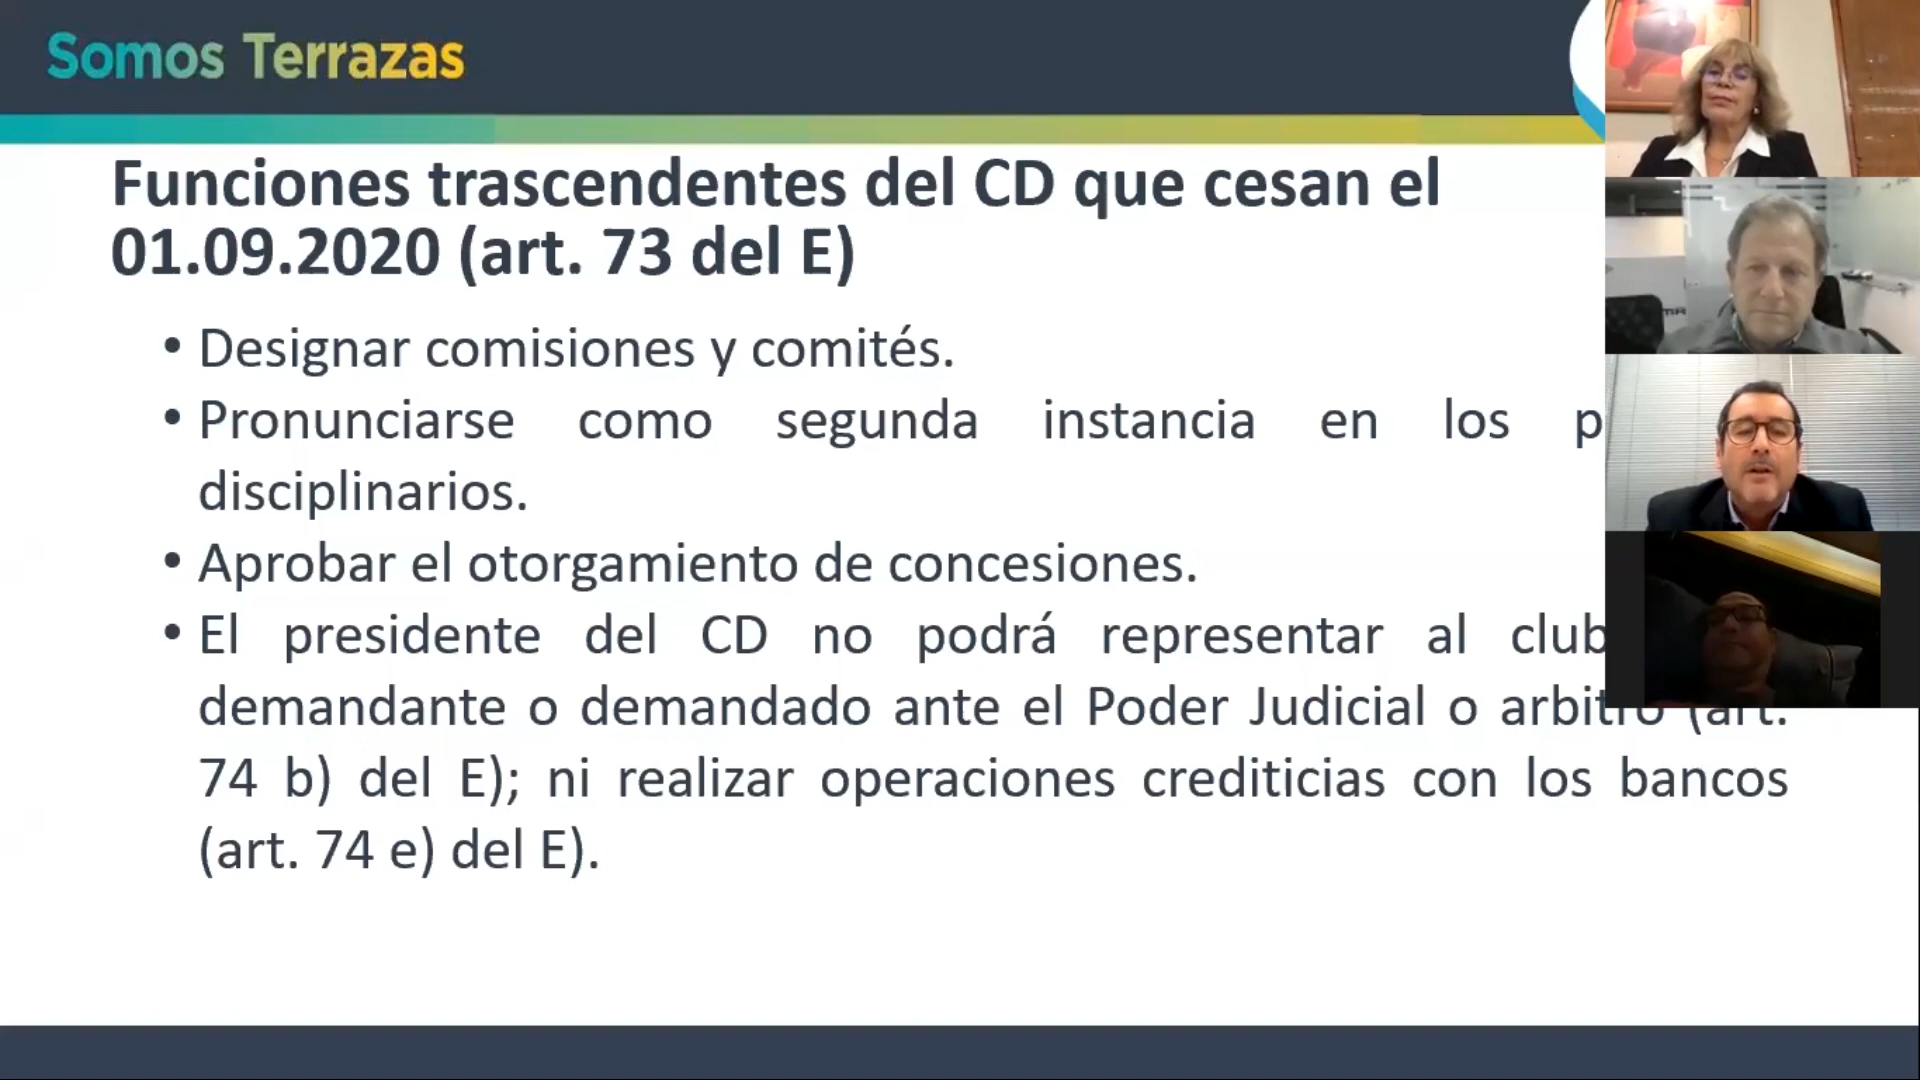 Somos Terrazas
Funciones trascendentes del CD que cesan el
01.09.2020 (art. 73 del E)
• Designar comisiones y comités.
• Pronunciarse como segunda instancia en los p
disciplinarios.
• Aprobar el otorgamiento de concesiones.
• El presidente del CD no podrá representar al club
demandante o demandado ante el Poder Judicial o arbitro (art.
74 b) del E); ni realizar operaciones crediticias con los bancos
(art. 74 e) del E).